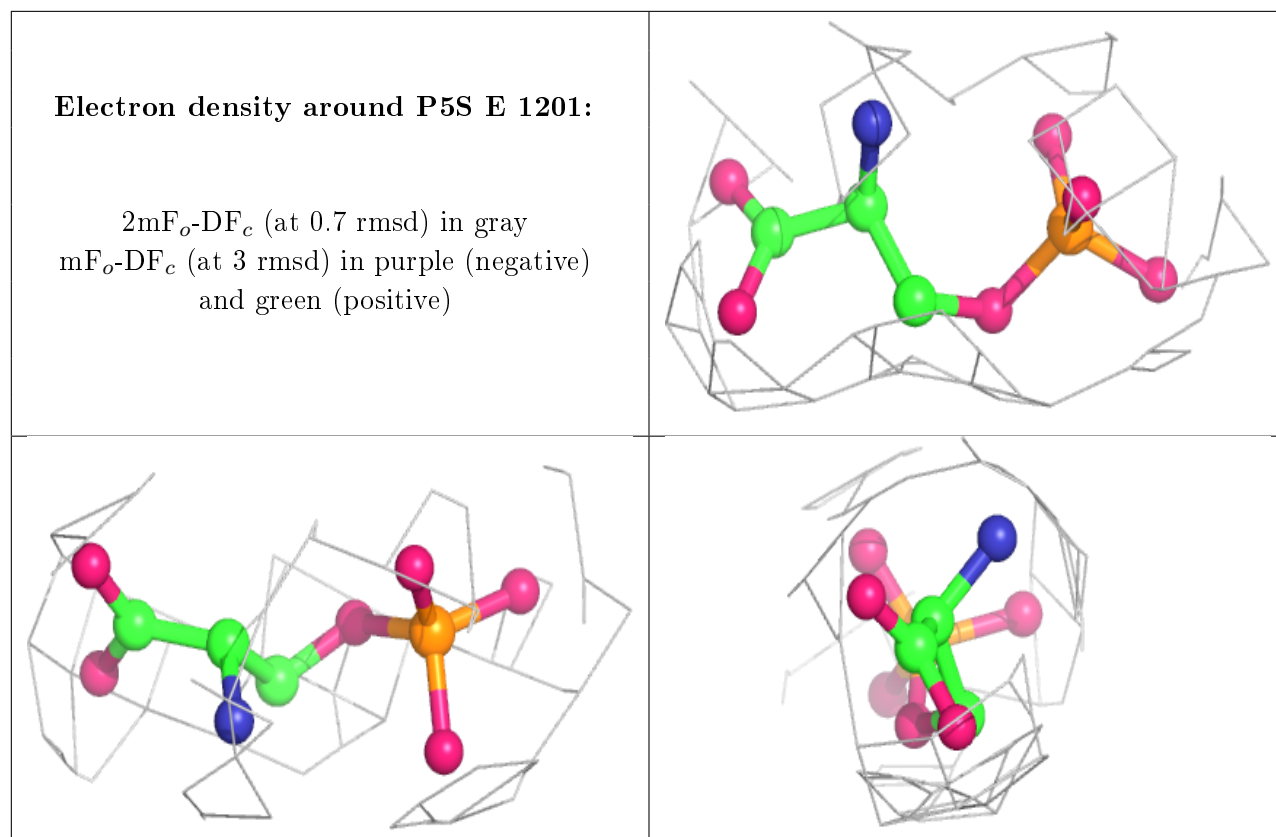 Electron density around P5S E 1201:
2mFo-DFc (at 0.7 rmsd) in gray
mFo-DFc (at 3 rmsd) in purple (negative)
and green (positive)